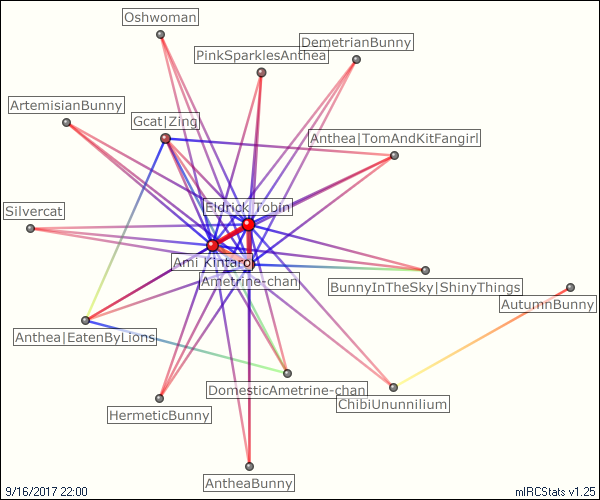 Oshwoman
DemetrianBunny
PinkSparklesAnthea
ArtemisianBunny
Gcat|Zing
Anthea|TomAndKitFangirl
Silvercat
Eldrick Tobin
Ami Kintaro
Ametrine-chan
BunnyInTheSky|ShinyThings
AutumnBunny
Anthea|EatenByLions
DomesticAmetrine-chan
ChibiUnunnilium
HermeticBunny
AntheaBunny
9/16/2017 22:00
mIRCStats v1.25